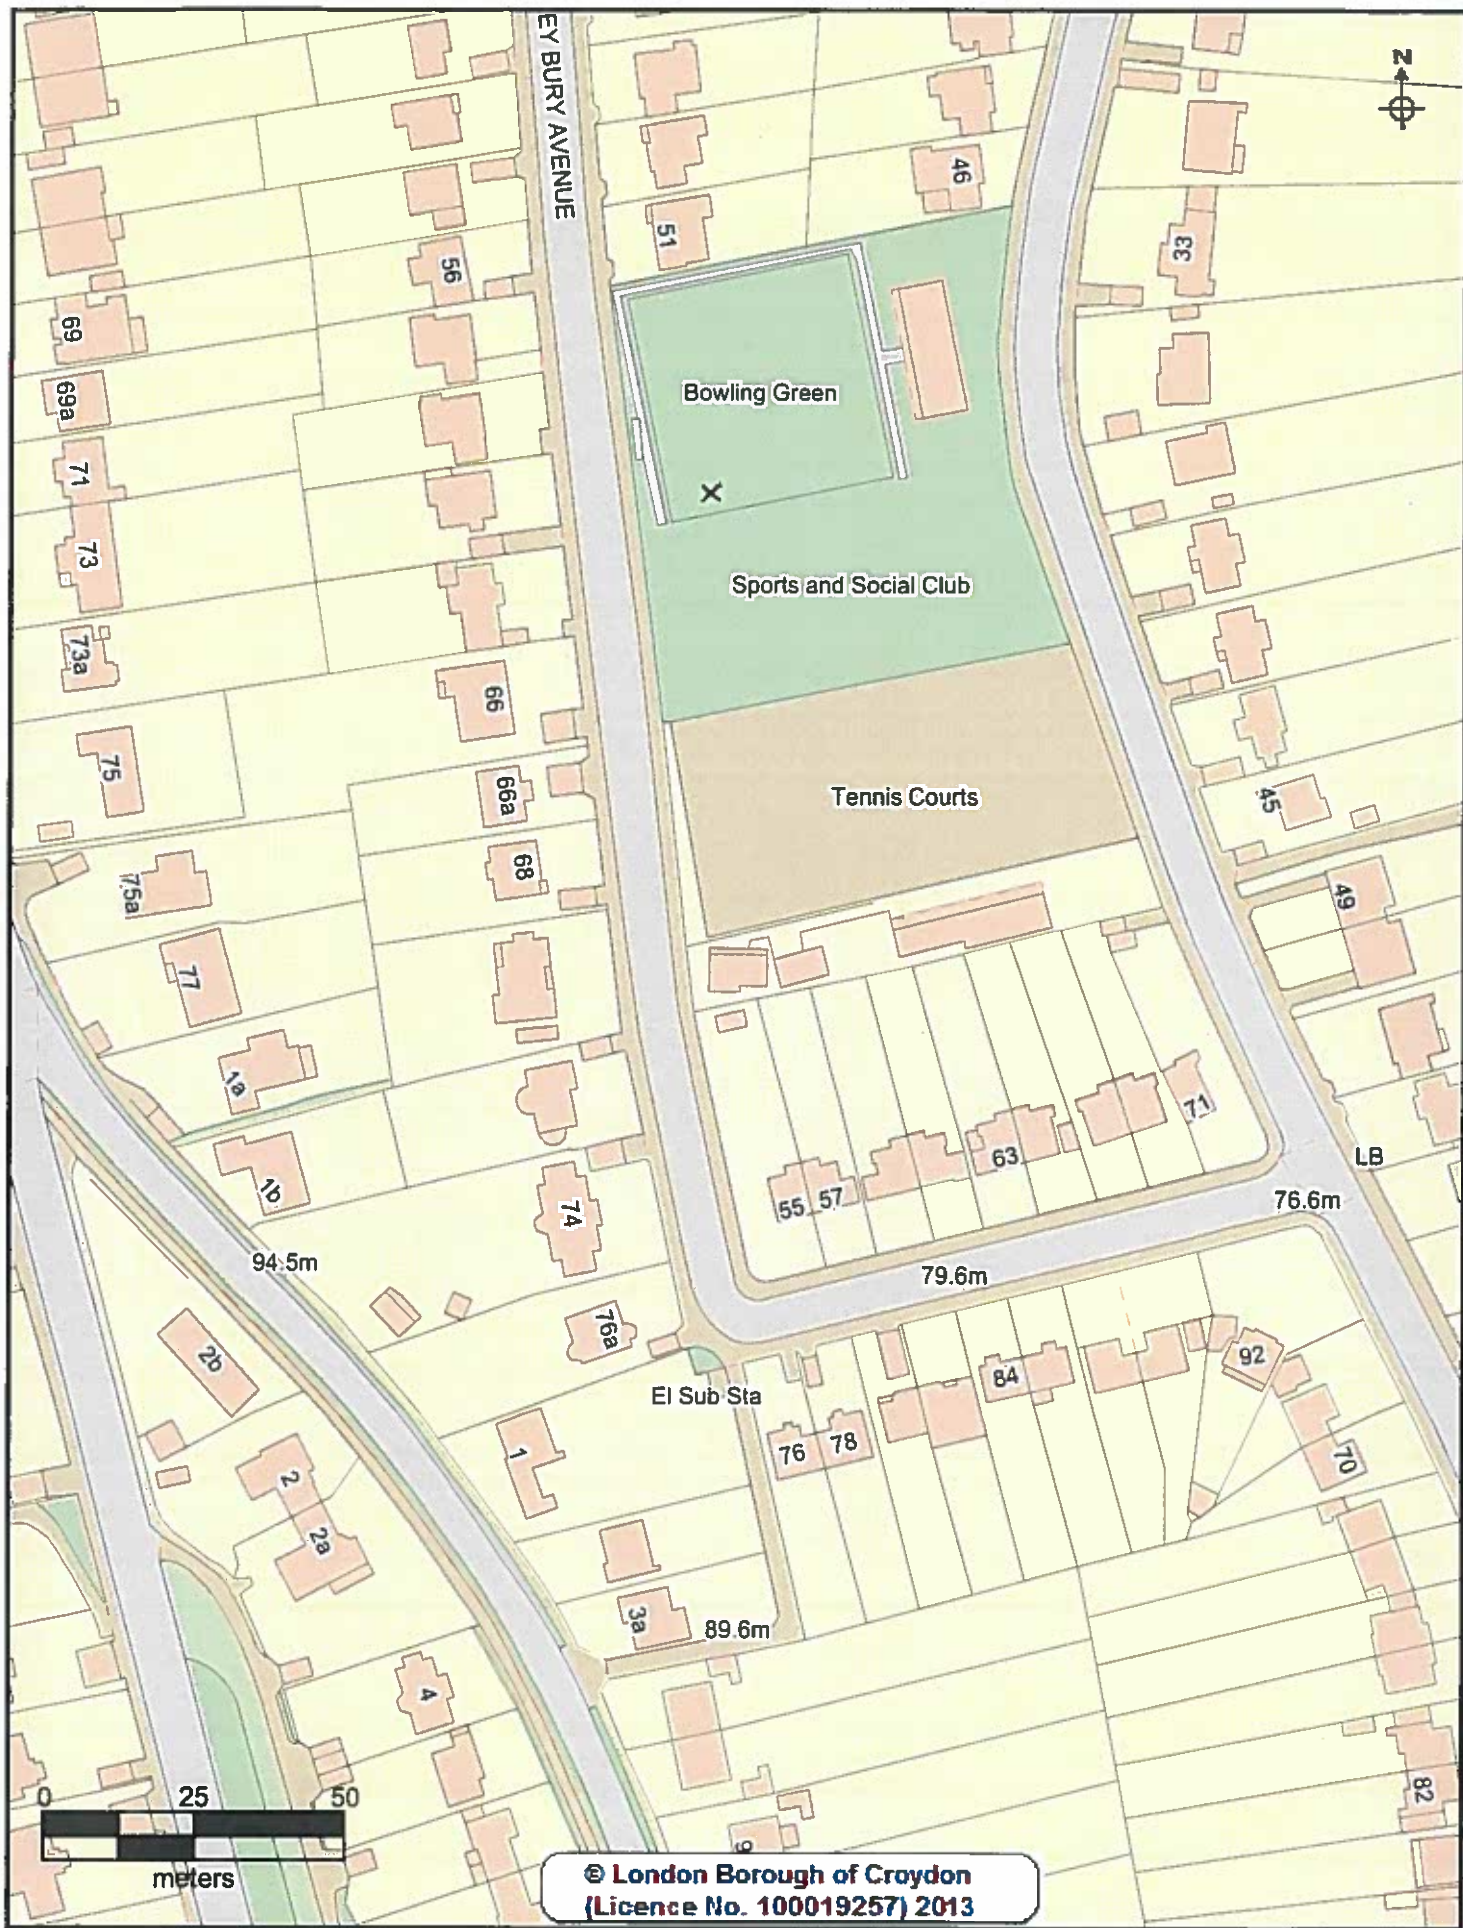 EY BURY AVENUE
Z
46
51
33
56
69
Bowling Green
69a
71
X
73
Sports and Social Club
73a
66
75
66a
Tennis Courts
45
68
75a
49
77
1a
71
63
LB
1b
55
57
76.6m
74
94.5m
79.6m
76a
2b
92
84
El Sub Sta
76
78
1
70
2
2a
3a
89.6m
4
82
0 25 50
meters
9
© London Borough of Croydon
(Licence No. 100019257) 2013